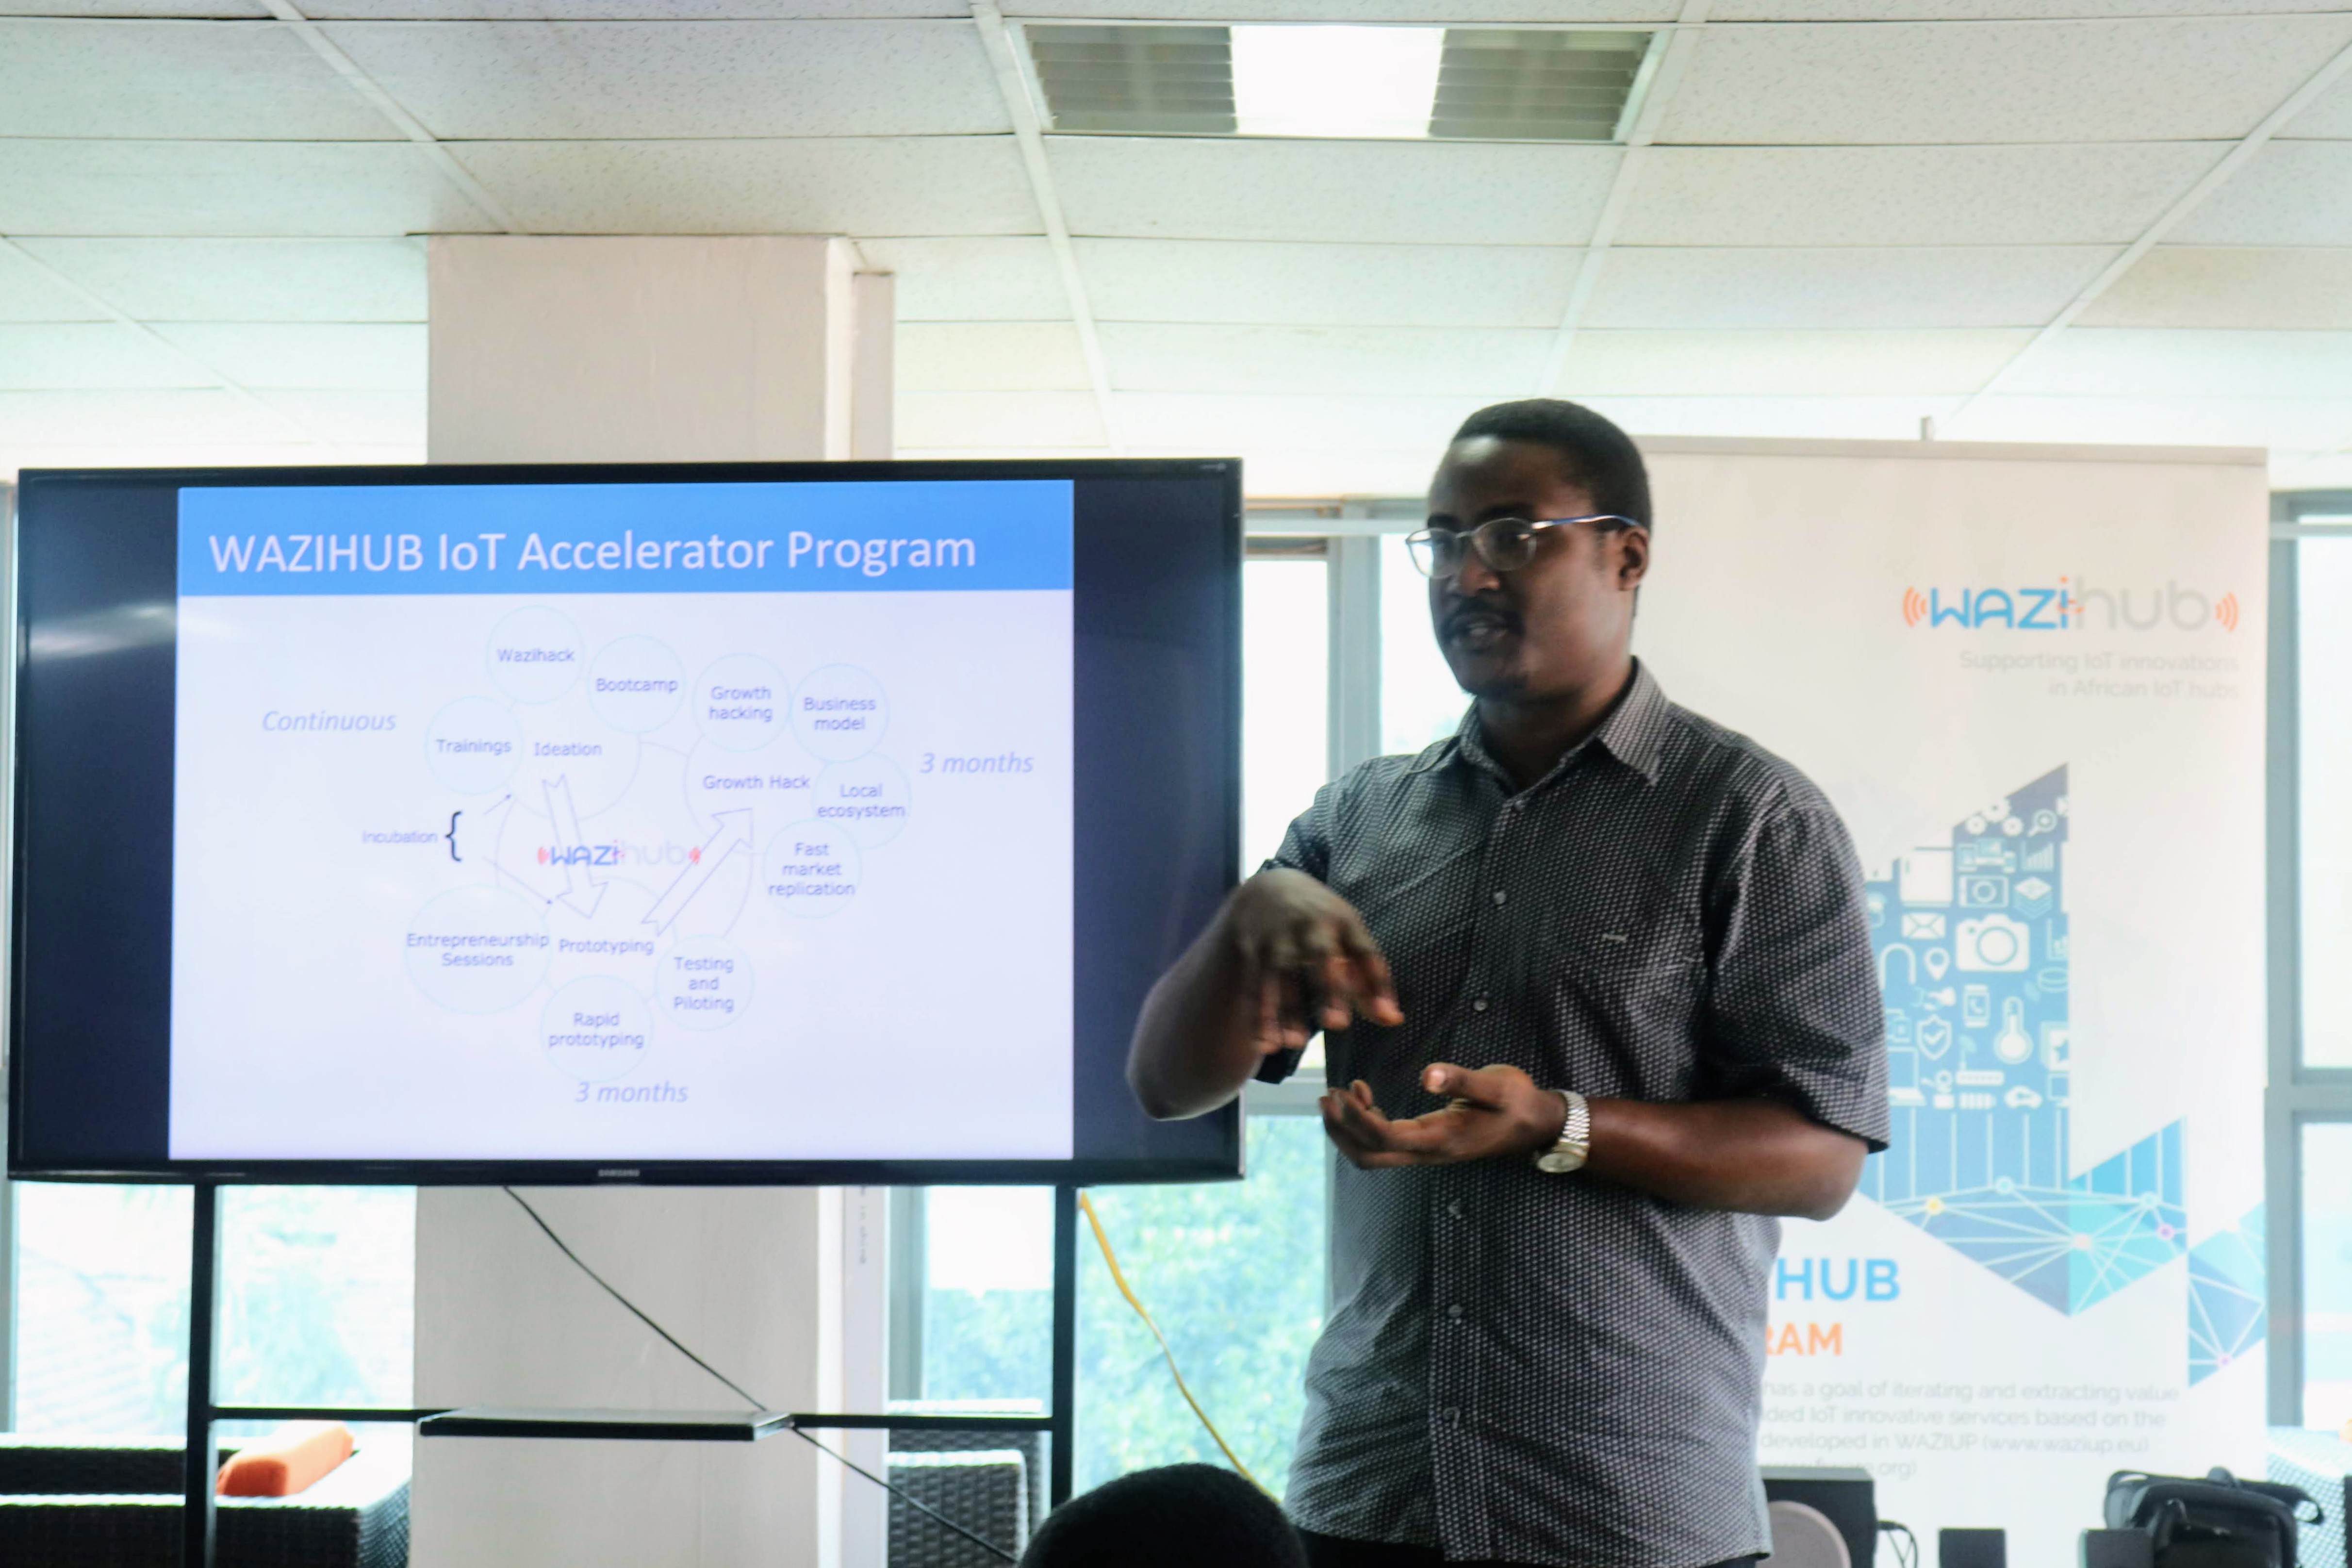 WAZIHUB IoT Accelerator Program
Wazihack
Bootcamp
Growth
hacking
Business
model
Continuous
Trainings
Ideation
3 months
Growth Hack
Local
ecosystem
Incubation {
WAZIhub
Fast
market
replication
Entrepreneurship
Sessions
Prototyping
Testing
and
Piloting
Rapid
prototyping
3 months
SAMSUNG
WAZIhub
Supporting IoT innovations
in African IoT hubs
HUB
RAM
has a goal of iterating and extracting value
ded IoT innovative services based on the
developed in WAZIUP (www.waziup.eu)